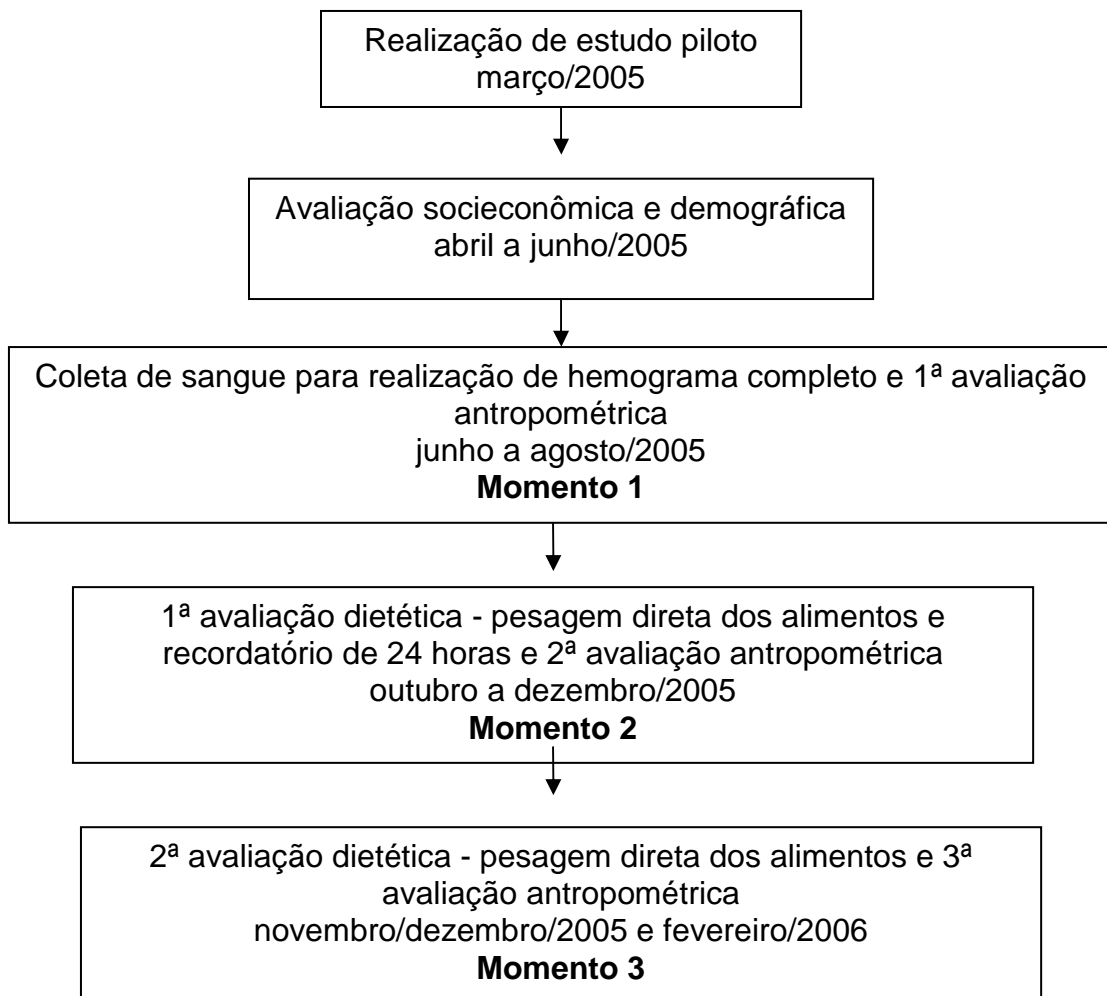 Realização de estudo piloto
março/2005
Avaliação socieconômica e demográfica
abril a junho/2005
Coleta de sangue para realização de hemograma completo e 1ª avaliação
antropométrica
junho a agosto/2005
Momento 1
1ª avaliação dietética - pesagem direta dos alimentos e
recordatório de 24 horas e 2ª avaliação antropométrica
outubro a dezembro/2005
Momento 2
2ª avaliação dietética - pesagem direta dos alimentos e 3ª
avaliação antropométrica
novembro/dezembro/2005 e fevereiro/2006
Momento 3